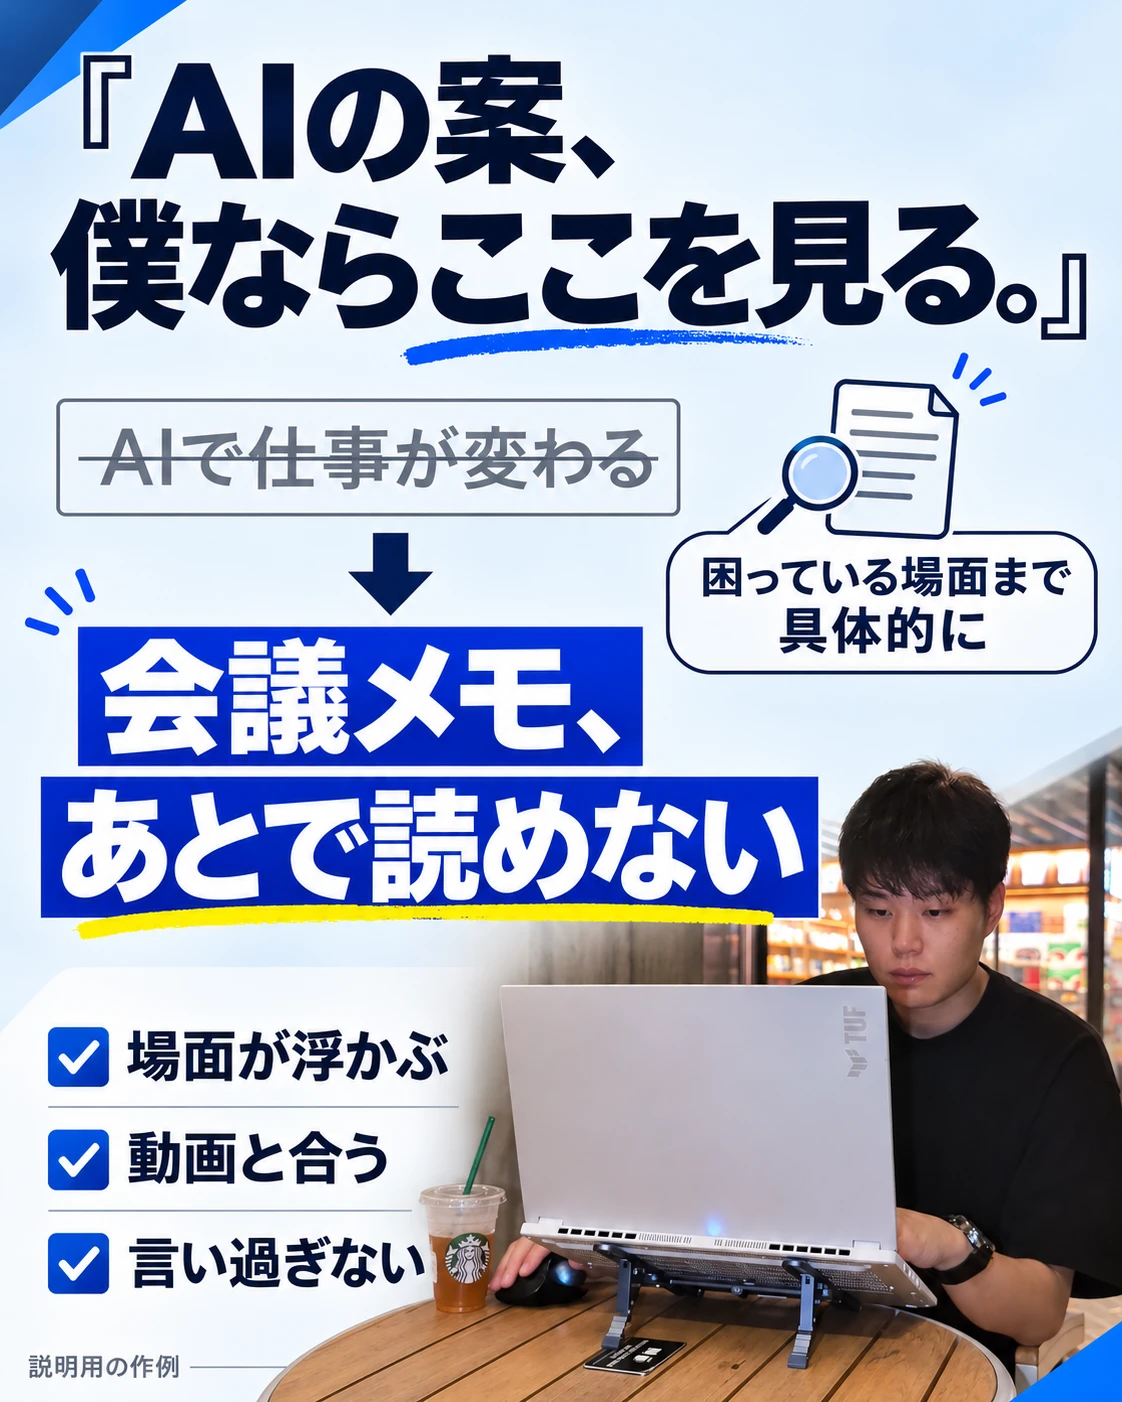 『AIの案、
僕ならここを見る。』
AIで仕事が変わる
困っている場面まで
具体的に
会議メモ、
あとで読めない
場面が浮かぶ
動画と合う
言い過ぎない
TUF
説明用の作例